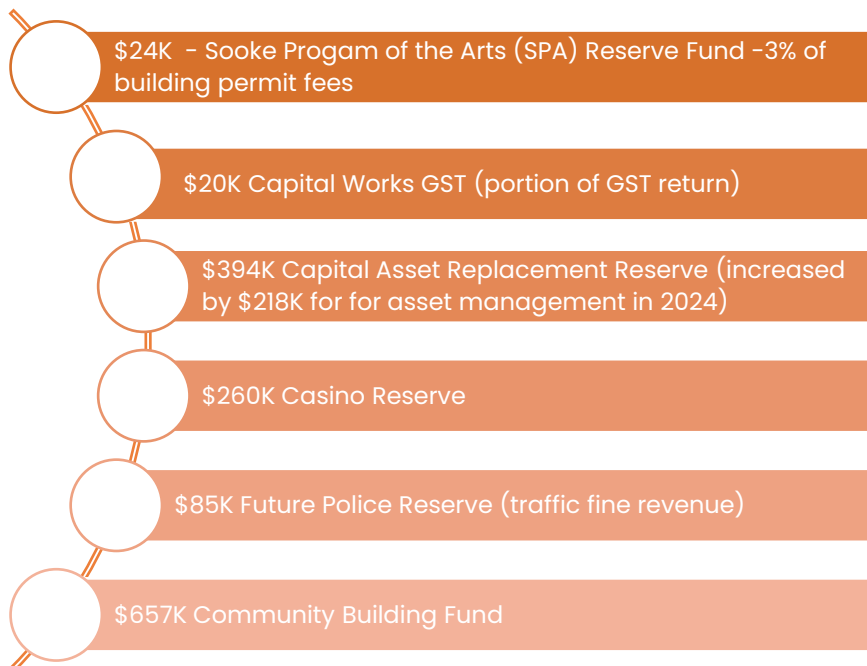 $24K - Sooke Progam of the Arts (SPA) Reserve Fund -3% of
building permit fees
$20K Capital Works GST (portion of GST return)
$394K Capital Asset Replacement Reserve (increased
by $218K for for asset management in 2024)
$260K Casino Reserve
$85K Future Police Reserve (traffic fine revenue)
$657K Community Building Fund